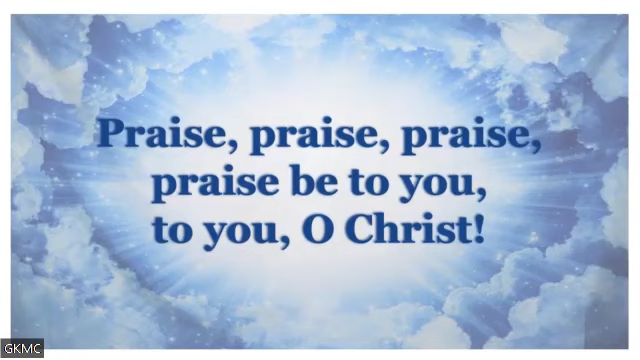 Praise, praise, praise,
praise be to you,
to you, O Christ!
GKMC